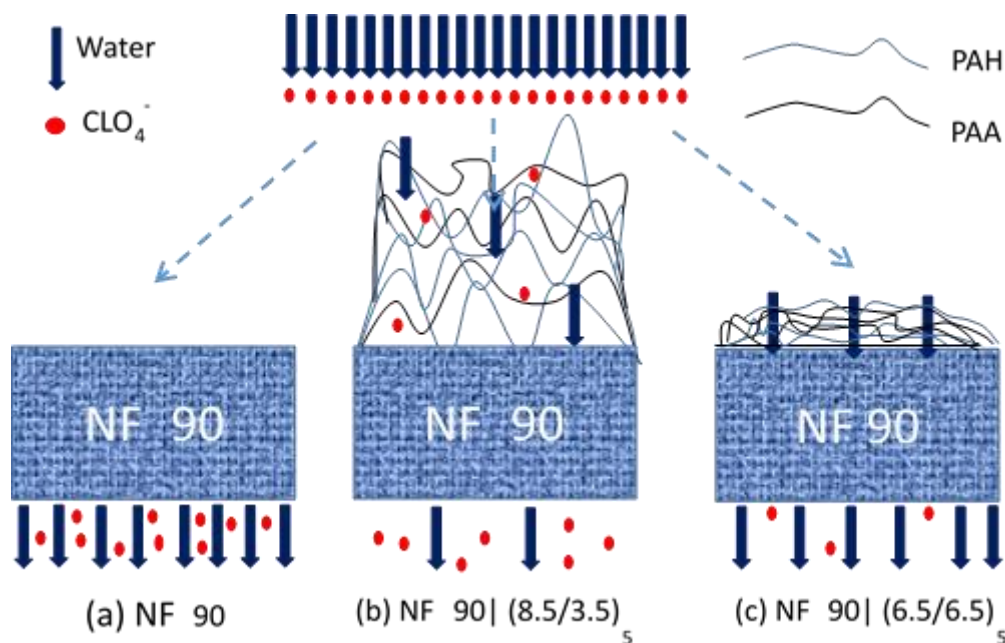 Water
CLO4-
PAH
PAA
NF 90
NF 90
NF 90
(a) NF 90
(b) NF 90| (8.5/3.5)5
(c) NF 90| (6.5/6.5)5